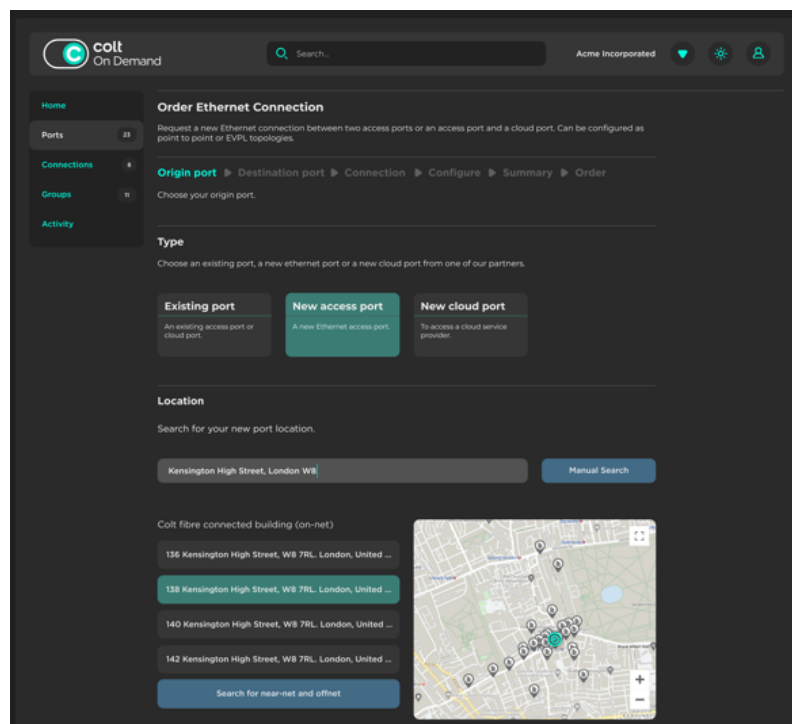 colt
On Demand
Search...
Acme Incorporated
Home
Ports 23
Connections 8
Groups 11
Activity
Order Ethernet Connection
Request a new Ethernet connection between two access ports or an access port and a cloud port. Can be configured as
point to point or EVPL topologies.
Origin port Destination port Connection Configure Summary Order
Choose your origin port.
Type
Choose an existing port, a new ethernet port or a new cloud port from one of our partners.
Existing port
An existing access port or
cloud port.
New access port
A new Ethernet access port.
New cloud port
To access a cloud service
provider.
Location
Search for your new port location.
Kensington High Street, London W8
Manual Search
Colt fibre connected building (on-net)
136 Kensington High Street, W8 7RL. London, United ...
138 Kensington High Street, W8 7RL. London, United ...
140 Kensington High Street, W8 7RL. London, United ...
142 Kensington High Street, W8 7RL. London, United ...
Search for near-net and offnet